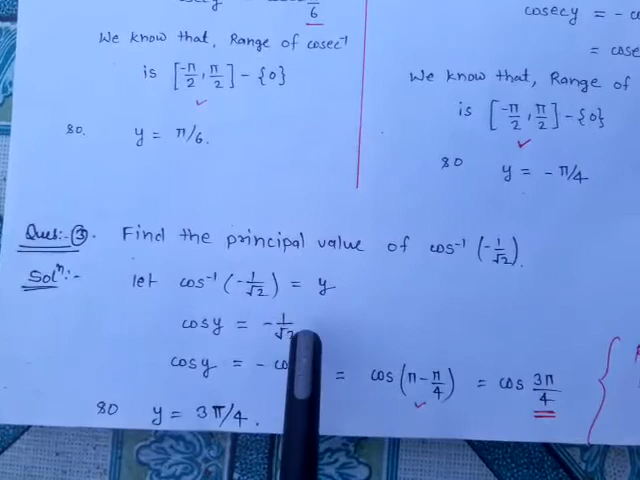 6
We know that, Range of cosec⁻¹
is [-π/2, π/2] - {0}
so. y = π/6.
cosecy = - co
= cose
We know that, Range of
is [-π/2, π/2] - {0}
so y = - π/4
Ques:- ③. Find the principal value of cos⁻¹ (-1/√2).
Solⁿ:- let cos⁻¹ (-1/√2) = y
cosy = -1/√2
cosy = - co = cos (π - π/4) = cos 3π/4
so y = 3π/4.